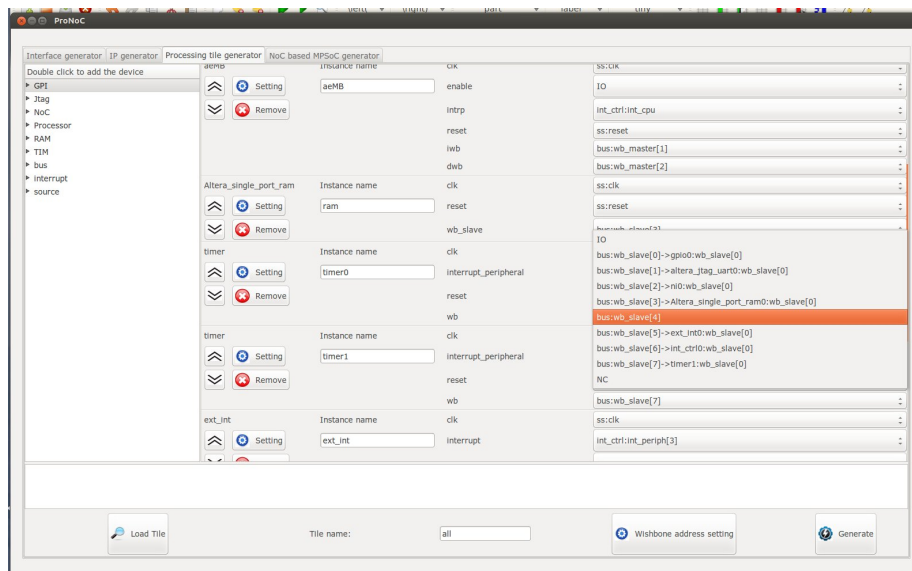 ProNoC
Interface generator IP generator Processing tile generator NoC based MPSoC generator
Double click to add the device
GPI
Jtag
NoC
Processor
RAM
TIM
bus
interrupt
source
aeMB Instance name clk ss:clk
Setting aeMB enable IO
Remove intrp int_ctrl:int_cpu
reset ss:reset
iwb bus:wb_master[1]
dwb bus:wb_master[2]
Altera_single_port_ram Instance name clk ss:clk
Setting ram reset ss:reset
Remove wb_slave bus:wb_slave[3]
timer Instance name clk
Setting timer0 interrupt_peripheral
Remove reset
wb
IO
bus:wb_slave[0]->gpio0:wb_slave[0]
bus:wb_slave[1]->altera_jtag_uart0:wb_slave[0]
bus:wb_slave[2]->ni0:wb_slave[0]
bus:wb_slave[3]->Altera_single_port_ram0:wb_slave[0]
bus:wb_slave[4]
bus:wb_slave[5]->ext_int0:wb_slave[0]
bus:wb_slave[6]->int_ctrl0:wb_slave[0]
bus:wb_slave[7]->timer1:wb_slave[0]
NC
timer Instance name clk
Setting timer1 interrupt_peripheral
Remove reset
wb bus:wb_slave[7]
ext_int Instance name clk ss:clk
Setting ext_int interrupt int_ctrl:int_periph[3]
Load Tile Tile name: all Wishbone address setting Generate